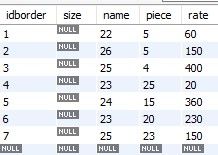 idborder size name piece rate
1 NULL 22 5 60
2 NULL 26 5 150
3 NULL 25 4 400
4 NULL 23 25 20
5 NULL 24 15 360
6 NULL 23 20 230
7 NULL 25 23 150
NULL NULL NULL NULL NULL